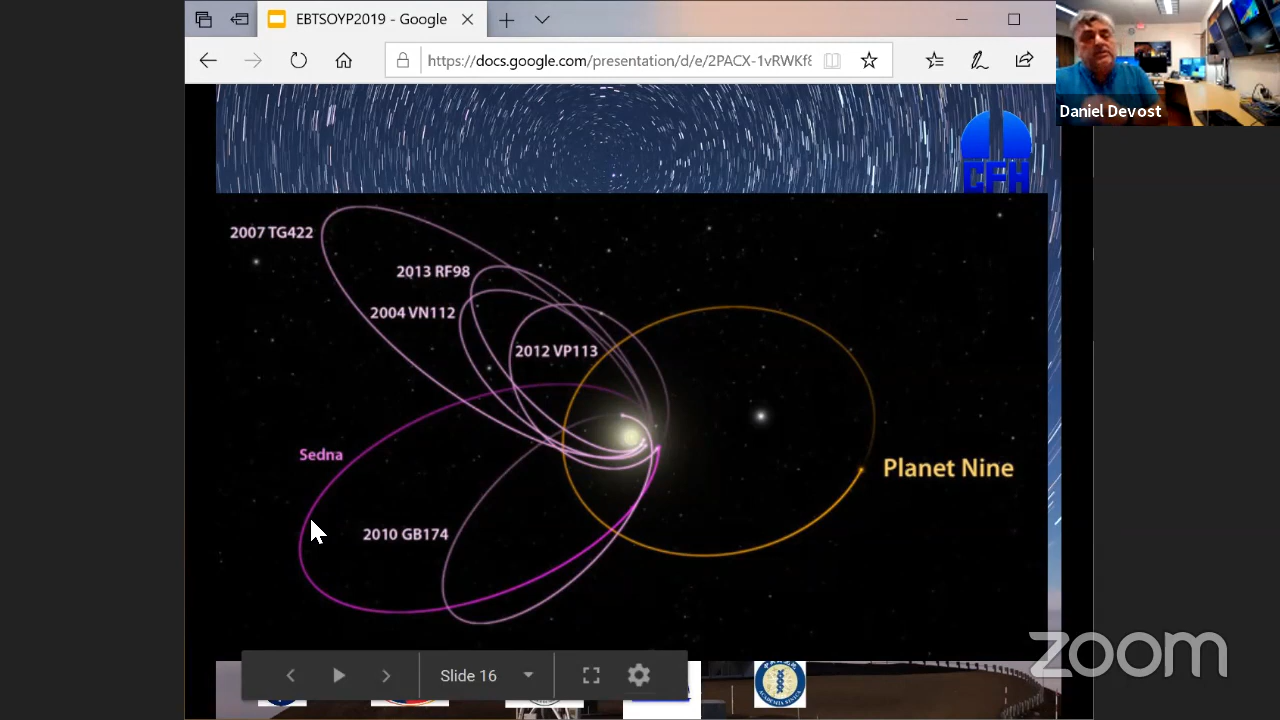 EBTSOYP2019 - Google
https://docs.google.com/presentation/d/e/2PACX-1vRWKf
Daniel Devost
CFH
2007 TG422
2013 RF98
2004 VN112
2012 VP113
Sedna
Planet Nine
2010 GB174
Slide 16
zoom